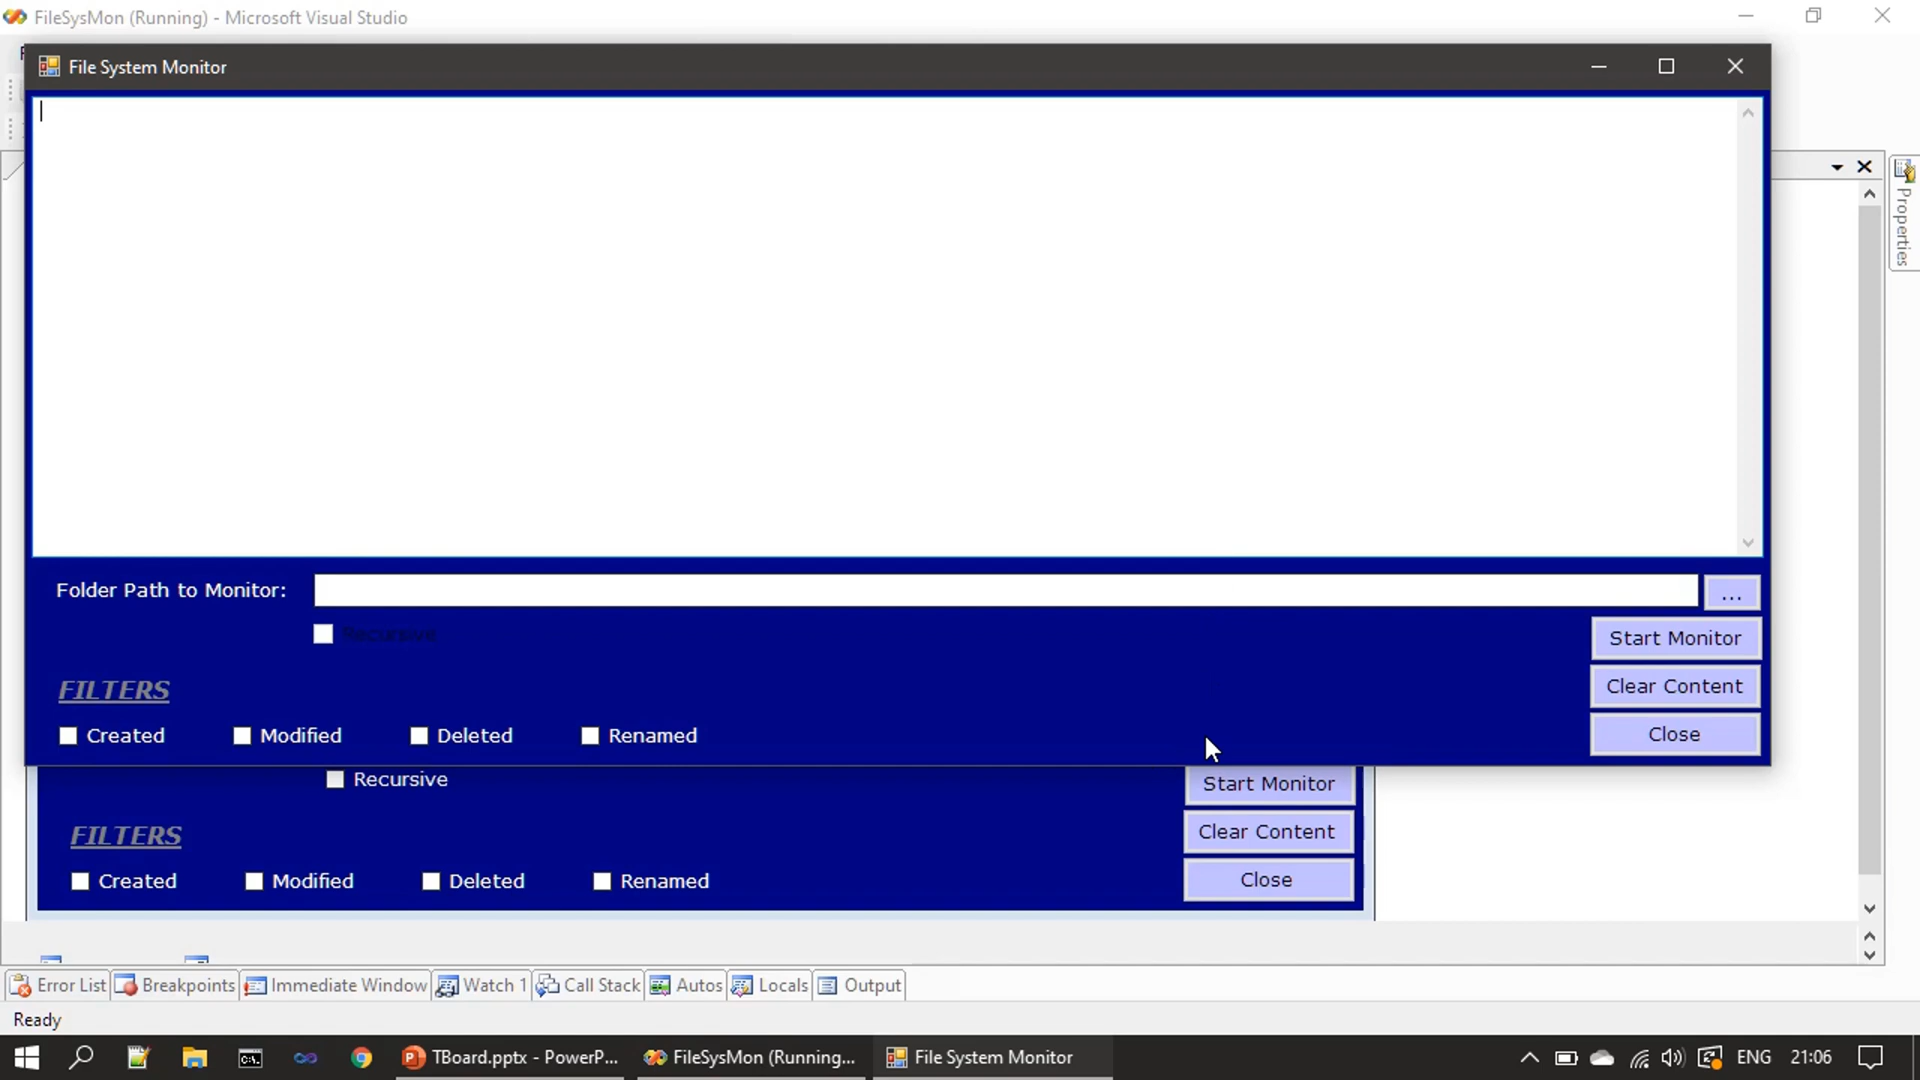 FileSysMon (Running) - Microsoft Visual Studio
File System Monitor
Properties
Folder Path to Monitor:
...
Recursive
Start Monitor
FILTERS
Clear Content
Created
Modified
Deleted
Renamed
Close
Recursive
Start Monitor
FILTERS
Clear Content
Created
Modified
Deleted
Renamed
Close
Error List
Breakpoints
Immediate Window
Watch 1
Call Stack
Autos
Locals
Output
Ready
TBoard.pptx - PowerP...
FileSysMon (Running...
File System Monitor
ENG
21:06